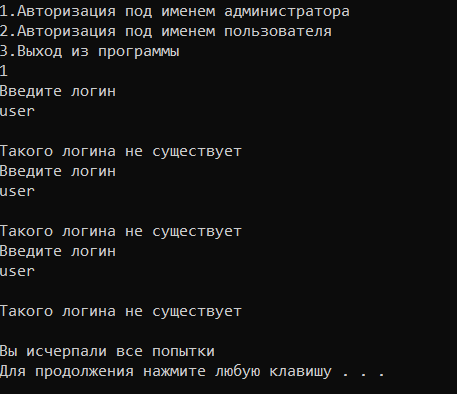 1.Авторизация под именем администратора
2.Авторизация под именем пользователя
3.Выход из программы
1
Введите логин
user
Такого логина не существует
Введите логин
user
Такого логина не существует
Введите логин
user
Такого логина не существует
Вы исчерпали все попытки
Для продолжения нажмите любую клавишу . . .